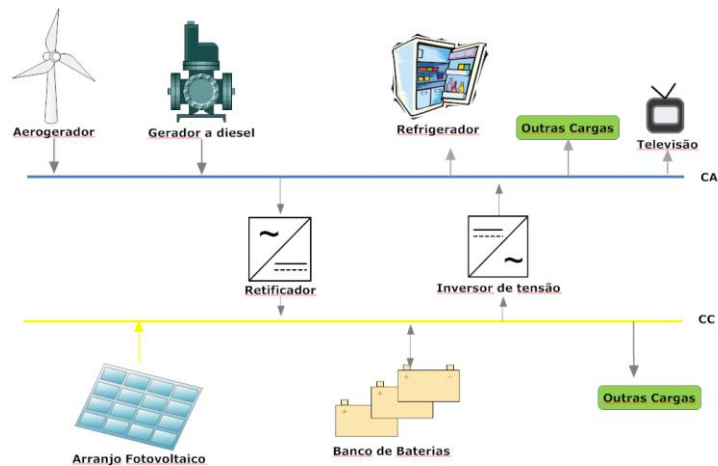 Aerogerador
Gerador a diesel
Refrigerador
Outras Cargas
Televisão
CA
Retificador
Inversor de tensão
CC
Arranjo Fotovoltaico
Banco de Baterias
Outras Cargas